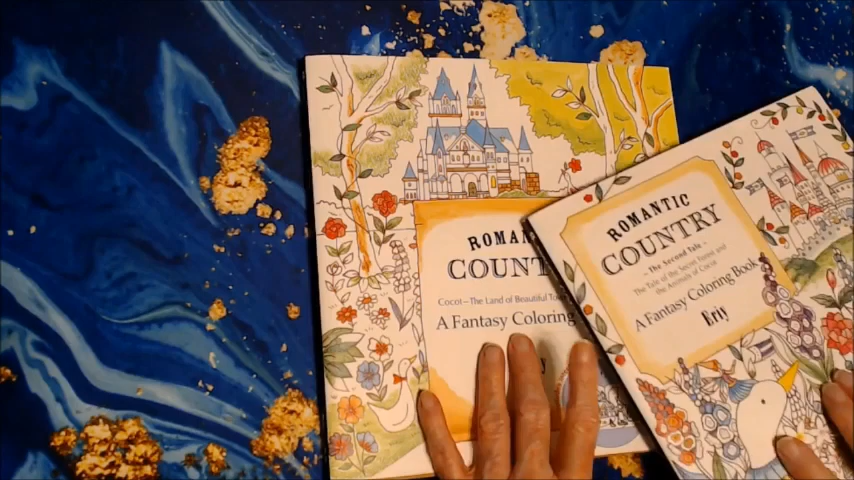 ROMAN
COUNT
Cocot—The Land of Beautiful To
A Fantasy Coloring
ROMANTIC
COUNTRY
- The Second Tale -
The Tale of the Secret Forest and
the Animals of Cocot
A Fantasy Coloring Book
Eriy